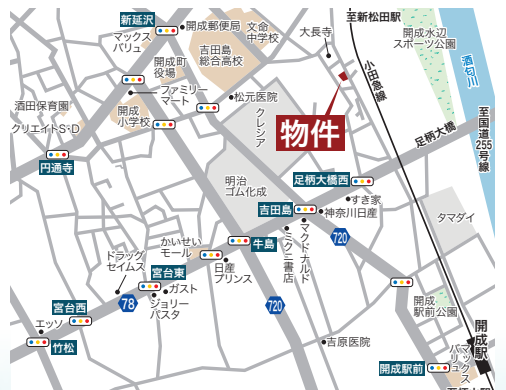 至新松田駅
新延沢
開成郵便局
文命
中学校
マックス
バリュ
吉田島
総合高校
大長寺
開成水辺
スポーツ公園
酒匂川
小田急線
開成町
役場
ファミリー
マート
松元医院
酒田保育園
クリエイトS・D
開成
小学校
クレシア
物件
足柄大橋
至国道
255
号線
円通寺
明治
ゴム化成
足柄大橋西
すき家
吉田島
神奈川日産
タマダイ
マクドナルド
ミクニ書店
720
牛島
かいせい
モール
ドラッグ
セイムス
日産
プリンス
宮台東
ガスト
ジョリー
パスタ
78
720
宮台西
エッソ
竹松
吉原医院
開成
駅前公園
開成駅
マックス
バリュ
開成駅前